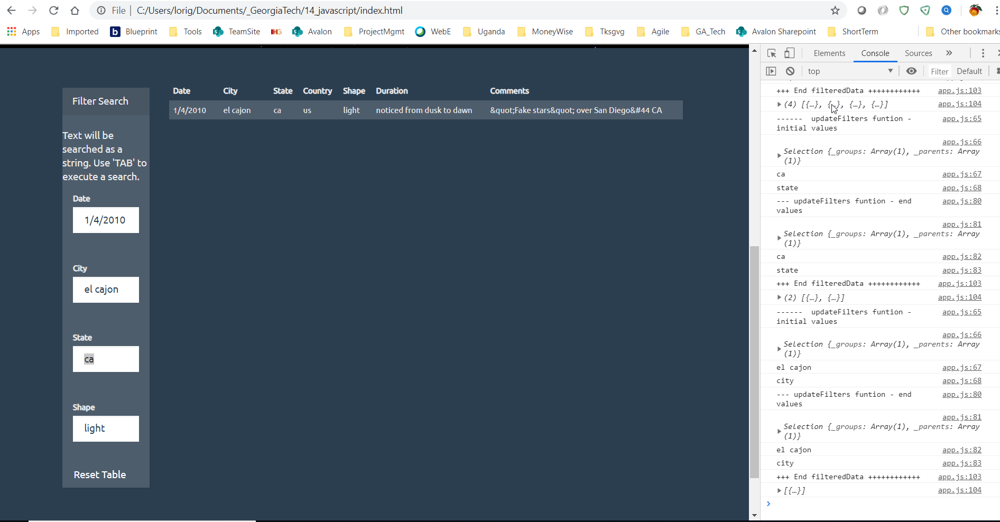 File | C:/Users/lorig/Documents/_GeorgiaTech/14_javascript/index.html
Apps Imported b Blueprint Tools TeamSite IHG Avalon ProjectMgmt WebE Uganda MoneyWise Tksgvg Agile GA_Tech Avalon Sharepoint ShortTerm Other bookmarks
Filter Search
Text will be
searched as a
string. Use 'TAB' to
execute a search.
Date
1/4/2010
City
el cajon
State
ca
Shape
light
Reset Table
Date City State Country Shape Duration Comments
1/4/2010 el cajon ca us light noticed from dusk to dawn &quot;Fake stars&quot; over San Diego&#44 CA
Elements Console Sources »
top Filter Default
+++ End filteredData ++++++++++++ app.js:103
(4) [{…}, {…}, {…}, {…}] app.js:104
------ updateFilters funtion - app.js:65
initial values
app.js:66
Selection {_groups: Array(1), _parents: Array
(1)}
ca app.js:67
state app.js:68
--- updateFilters funtion - end app.js:80
values
app.js:81
Selection {_groups: Array(1), _parents: Array
(1)}
ca app.js:82
state app.js:83
+++ End filteredData ++++++++++++ app.js:103
(2) [{…}, {…}] app.js:104
------ updateFilters funtion - app.js:65
initial values
app.js:66
Selection {_groups: Array(1), _parents: Array
(1)}
el cajon app.js:67
city app.js:68
--- updateFilters funtion - end app.js:80
values
app.js:81
Selection {_groups: Array(1), _parents: Array
(1)}
el cajon app.js:82
city app.js:83
+++ End filteredData ++++++++++++ app.js:103
[{…}] app.js:104